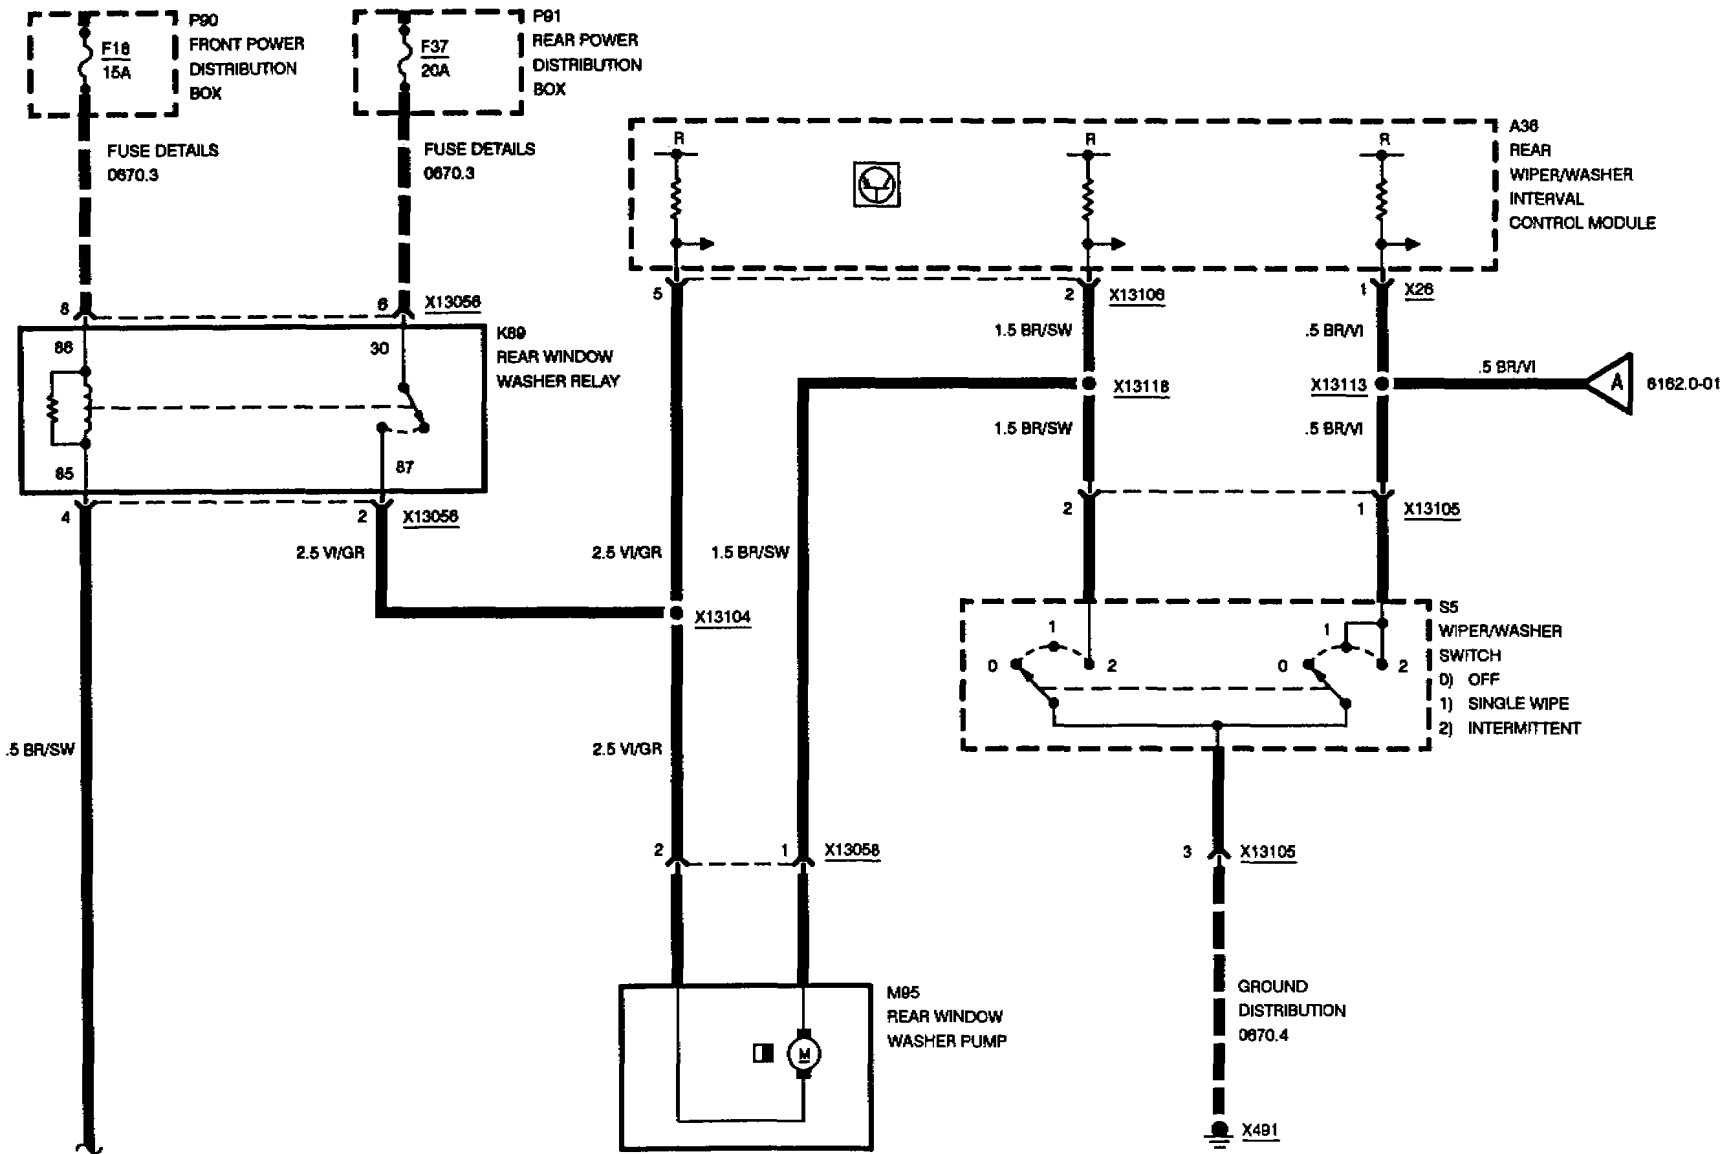 P90
FRONT POWER
DISTRIBUTION
BOX
F18
15A
P91
REAR POWER
DISTRIBUTION
BOX
F37
20A
FUSE DETAILS
0670.3
FUSE DETAILS
0670.3
A36
REAR
WIPER/WASHER
INTERVAL
CONTROL MODULE
R
R
R
8
6
X13056
5
2
X13106
1
X26
K89
REAR WINDOW
WASHER RELAY
86
30
85
87
1.5 BR/SW
.5 BR/VI
X13118
X13113
.5 BR/VI
A
6162.0-01
1.5 BR/SW
.5 BR/VI
4
2
X13056
2
1
X13105
2.5 VI/GR
2.5 VI/GR
1.5 BR/SW
X13104
S5
WIPER/WASHER
SWITCH
0) OFF
1) SINGLE WIPE
2) INTERMITTENT
0
1
2
0
1
2
.5 BR/SW
2.5 VI/GR
2
1
X13058
3
X13105
M95
REAR WINDOW
WASHER PUMP
M
GROUND
DISTRIBUTION
0670.4
X491